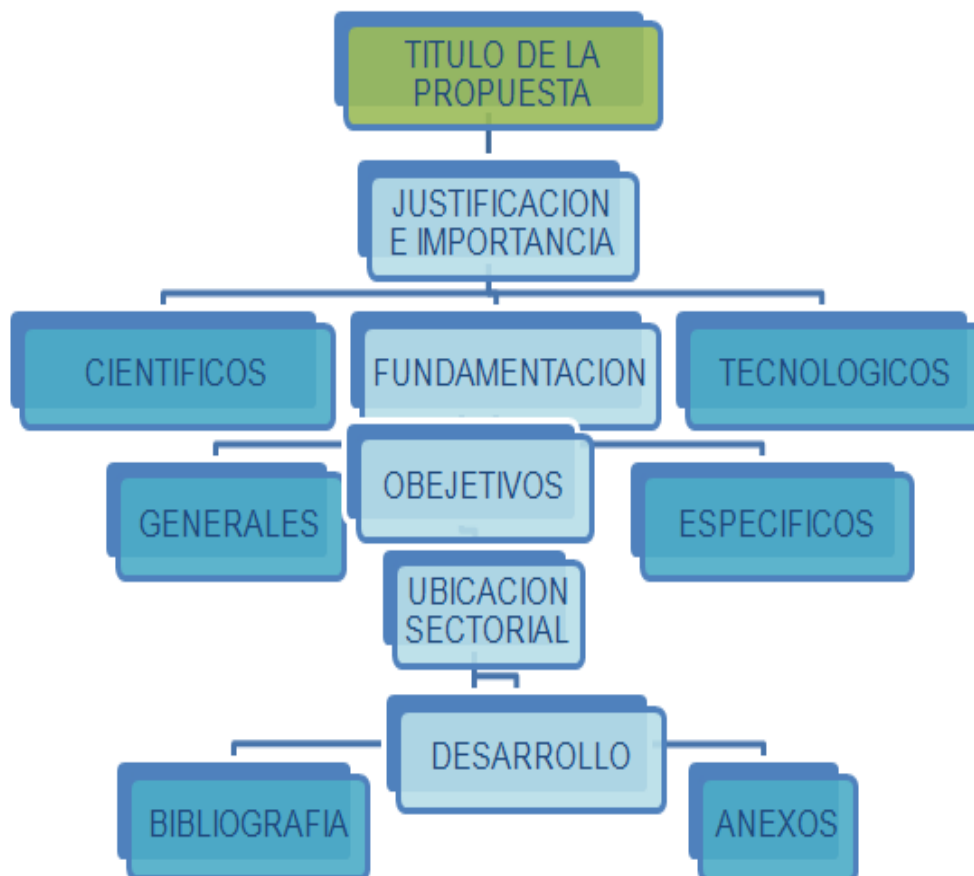 TITULO DE LA
PROPUESTA
JUSTIFICACION
E IMPORTANCIA
CIENTIFICOS
FUNDAMENTACION
TECNOLOGICOS
OBEJETIVOS
GENERALES
ESPECIFICOS
UBICACION
SECTORIAL
DESARROLLO
BIBLIOGRAFIA
ANEXOS